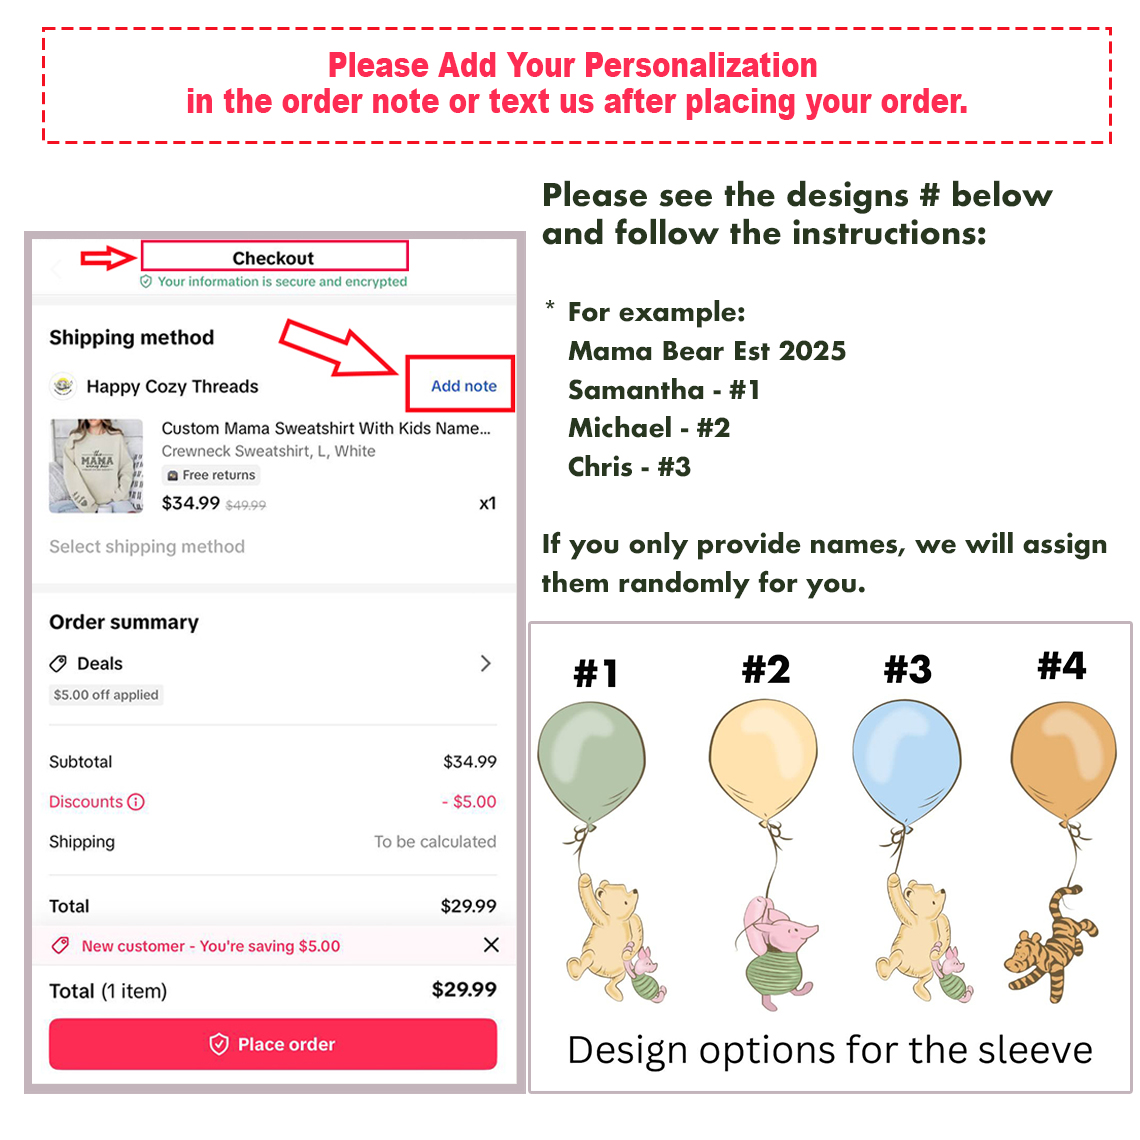 Please Add Your Personalization
in the order note or text us after placing your order.
Checkout
Your information is secure and encrypted
Shipping method
Happy Cozy Threads
Add note
Custom Mama Sweatshirt With Kids Name...
Crewneck Sweatshirt, L, White
Free returns
$34.99 $49.99
x1
MAMA
Select shipping method
Order summary
Deals
$5.00 off applied
Subtotal
$34.99
Discounts
- $5.00
Shipping
To be calculated
Total
$29.99
New customer - You're saving $5.00
Total (1 item)
$29.99
Place order
Please see the designs # below
and follow the instructions:
* For example:
Mama Bear Est 2025
Samantha - #1
Michael - #2
Chris - #3
If you only provide names, we will assign
them randomly for you.
#1
#2
#3
#4
Design options for the sleeve